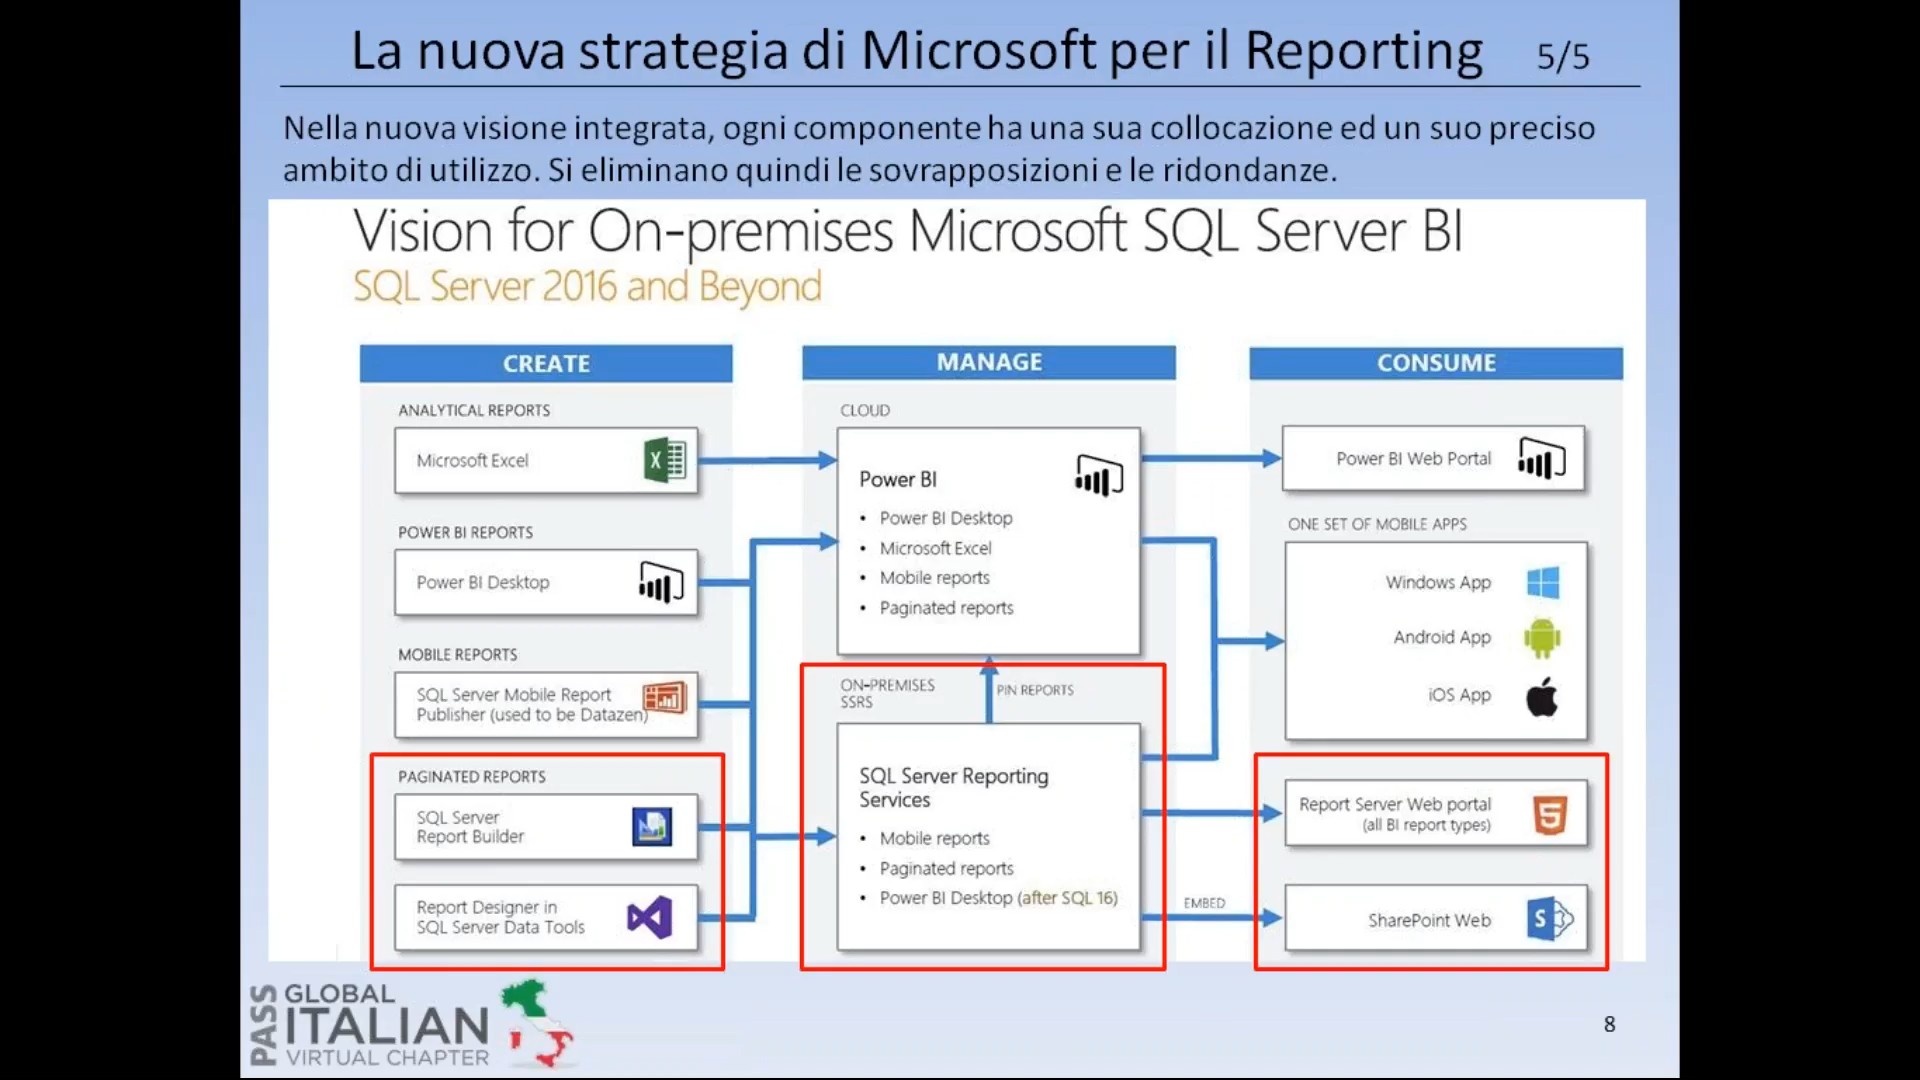 La nuova strategia di Microsoft per il Reporting 5/5
Nella nuova visione integrata, ogni componente ha una sua collocazione ed un suo preciso
ambito di utilizzo. Si eliminano quindi le sovrapposizioni e le ridondanze.
Vision for On-premises Microsoft SQL Server BI
SQL Server 2016 and Beyond
CREATE
ANALYTICAL REPORTS
Microsoft Excel
POWER BI REPORTS
Power BI Desktop
MOBILE REPORTS
SQL Server Mobile Report
Publisher (used to be Datazen)
PAGINATED REPORTS
SQL Server
Report Builder
Report Designer in
SQL Server Data Tools
MANAGE
CLOUD
Power BI
• Power BI Desktop
• Microsoft Excel
• Mobile reports
• Paginated reports
ON-PREMISES
SSRS
PIN REPORTS
SQL Server Reporting
Services
• Mobile reports
• Paginated reports
• Power BI Desktop (after SQL 16)
EMBED
CONSUME
Power BI Web Portal
ONE SET OF MOBILE APPS
Windows App
Android App
iOS App
Report Server Web portal
(all BI report types)
SharePoint Web
PASS
GLOBAL
ITALIAN
VIRTUAL CHAPTER
8